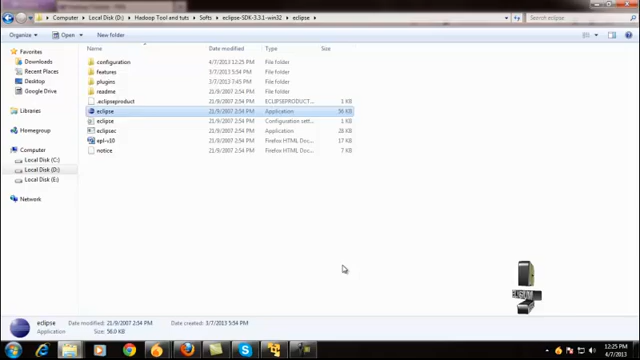 Computer ▸ Local Disk (D:) ▸ Hadoop Tool and tuts ▸ Softs ▸ eclipse-SDK-3.3.1-win32 ▸ eclipse ▸
Search eclipse
Organize ▾ Open ▾ New folder
Name Date modified Type Size
Favorites
Downloads
Recent Places
Desktop
Google Drive
Libraries
Homegroup
Computer
Local Disk (C:)
Local Disk (D:)
Local Disk (E:)
Network
configuration 4/7/2013 12:25 PM File folder
features 3/7/2013 5:54 PM File folder
plugins 3/7/2013 7:45 PM File folder
readme 21/9/2007 2:54 PM File folder
.eclipseproduct 21/9/2007 2:54 PM ECLIPSEPRODUCT... 1 KB
eclipse 21/9/2007 2:54 PM Application 56 KB
eclipse 21/9/2007 2:54 PM Configuration sett... 1 KB
eclipsec 21/9/2007 2:54 PM Application 28 KB
epl-v10 21/9/2007 2:54 PM Firefox HTML Doc... 17 KB
notice 21/9/2007 2:54 PM Firefox HTML Doc... 7 KB
eclipse Date modified: 21/9/2007 2:54 PM Date created: 3/7/2013 5:54 PM
Application Size: 56.0 KB
12:25 PM
4/7/2013